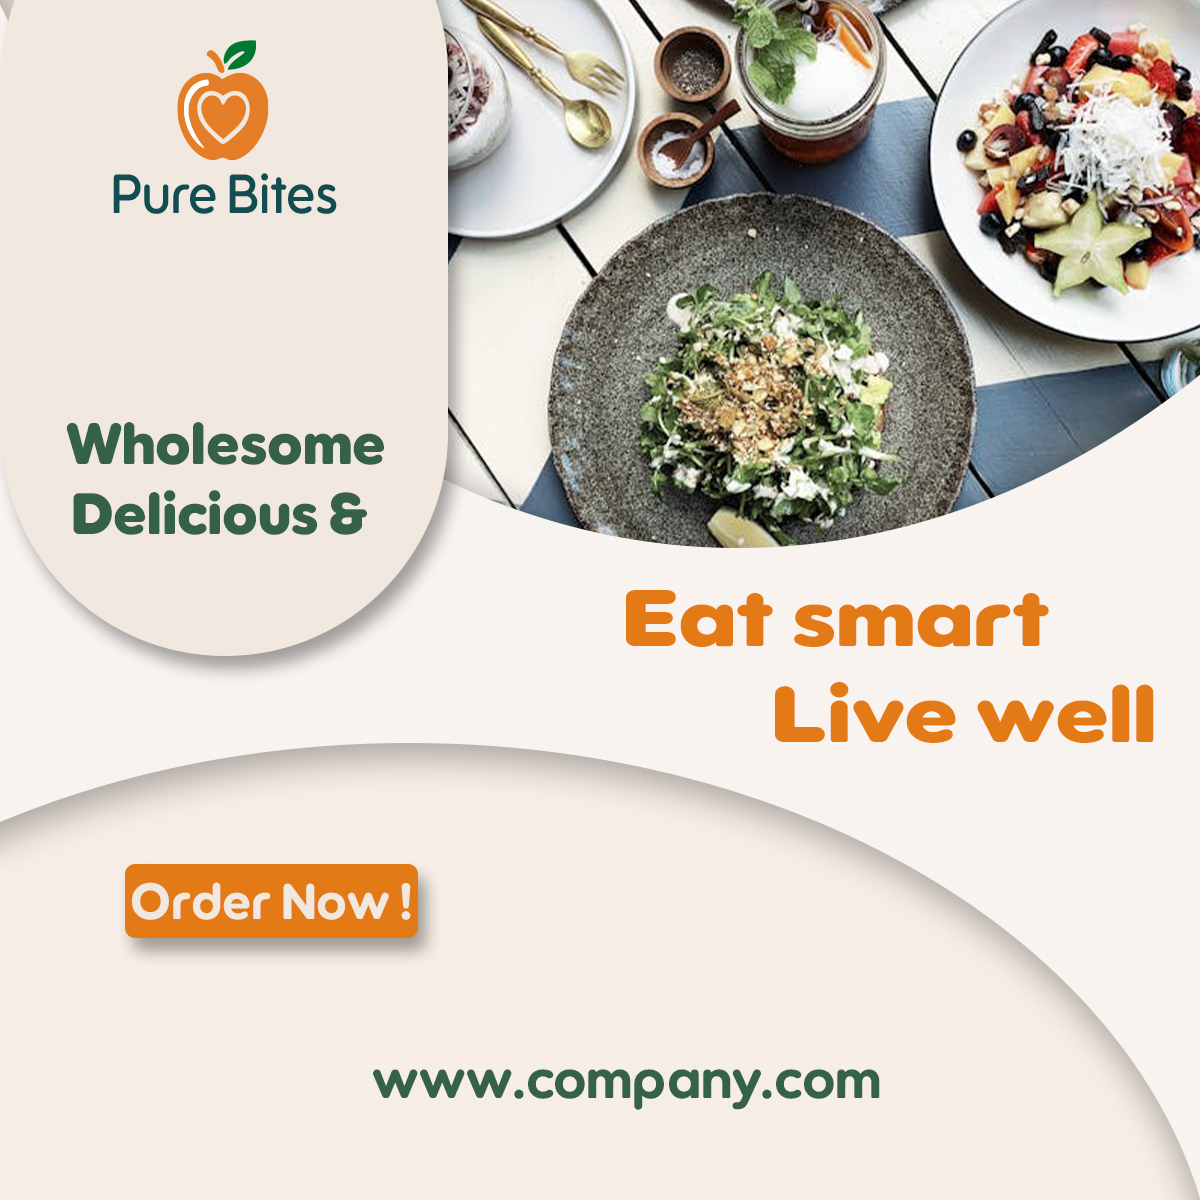 Pure Bites
Wholesome
Delicious &
Eat smart
Live well
Order Now !
www.company.com